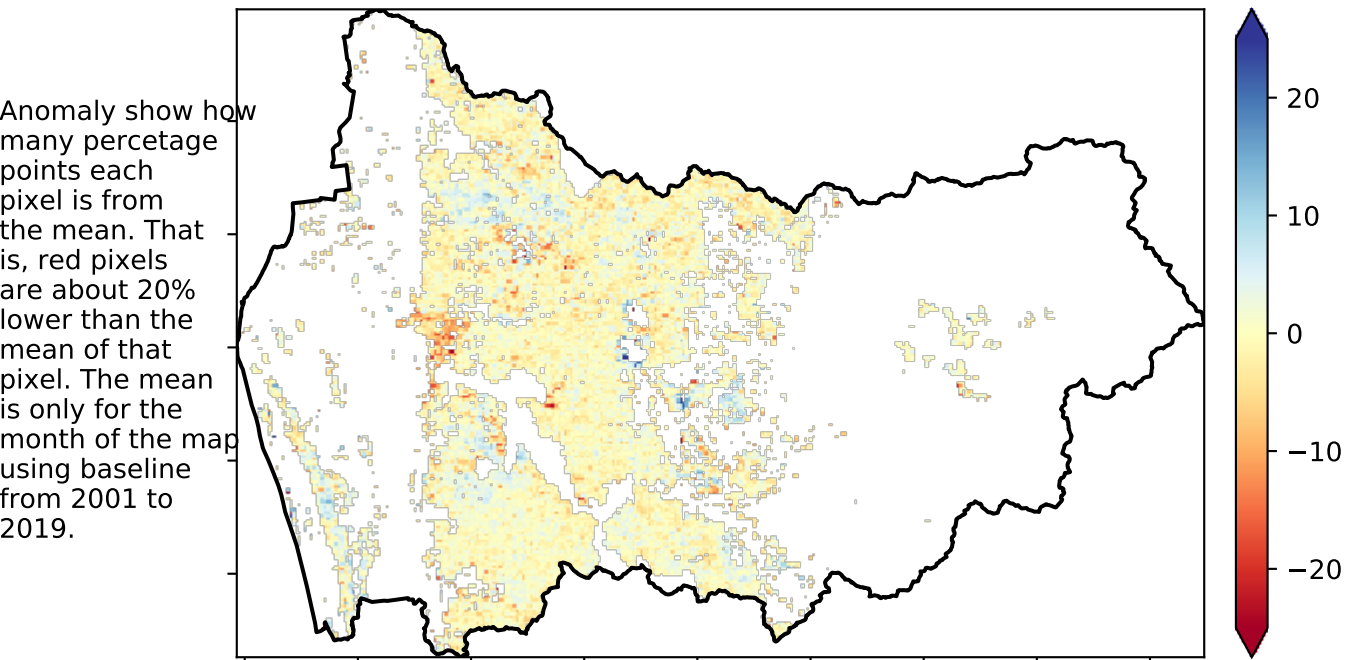 Anomaly show how
many percetage
points each
pixel is from
the mean. That
is, red pixels
are about 20%
lower than the
mean of that
pixel. The mean
is only for the
month of the map
using baseline
from 2001 to
2019.
20
10
0
−10
−20